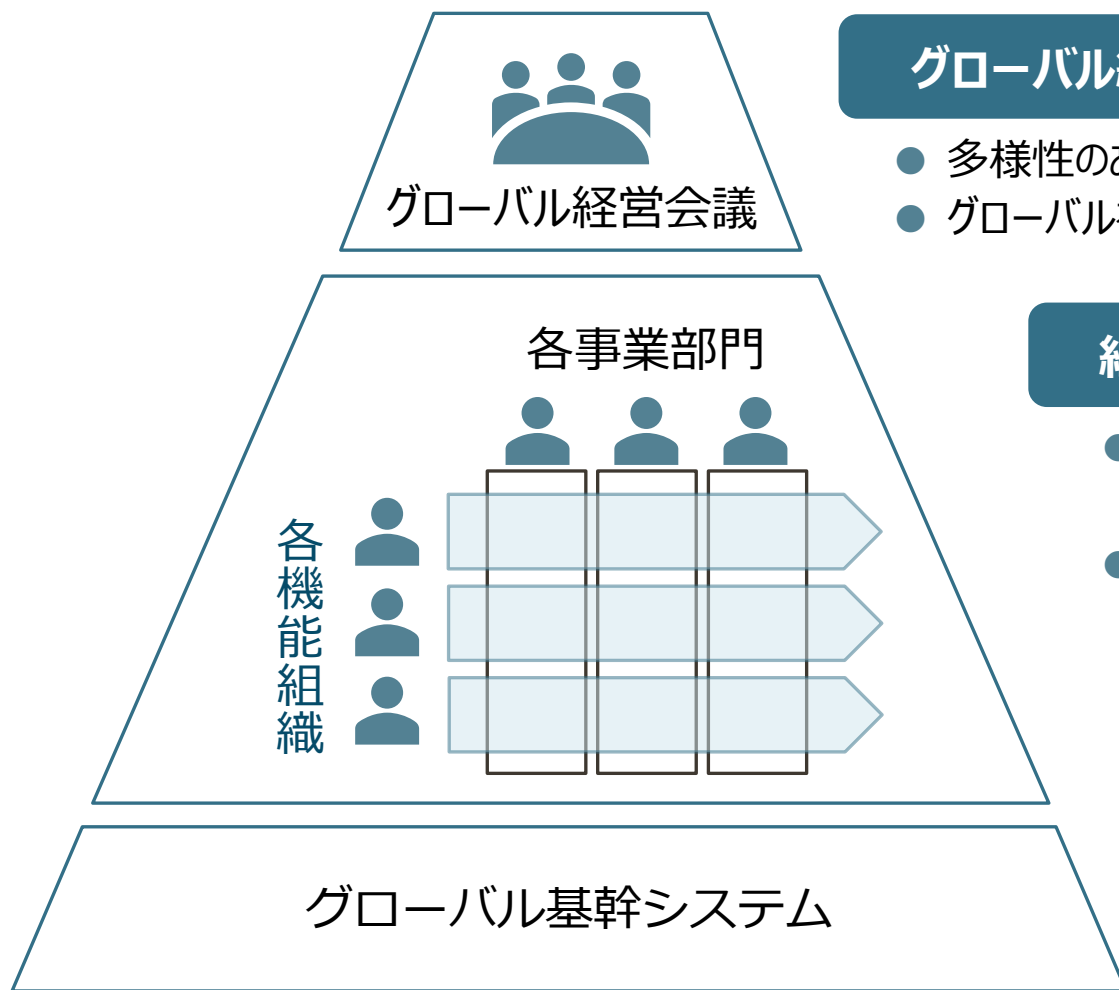 グローバル経営会議
グローバル
多様性の
グローバル
各事業部門
各機能組織
グローバル基幹システム